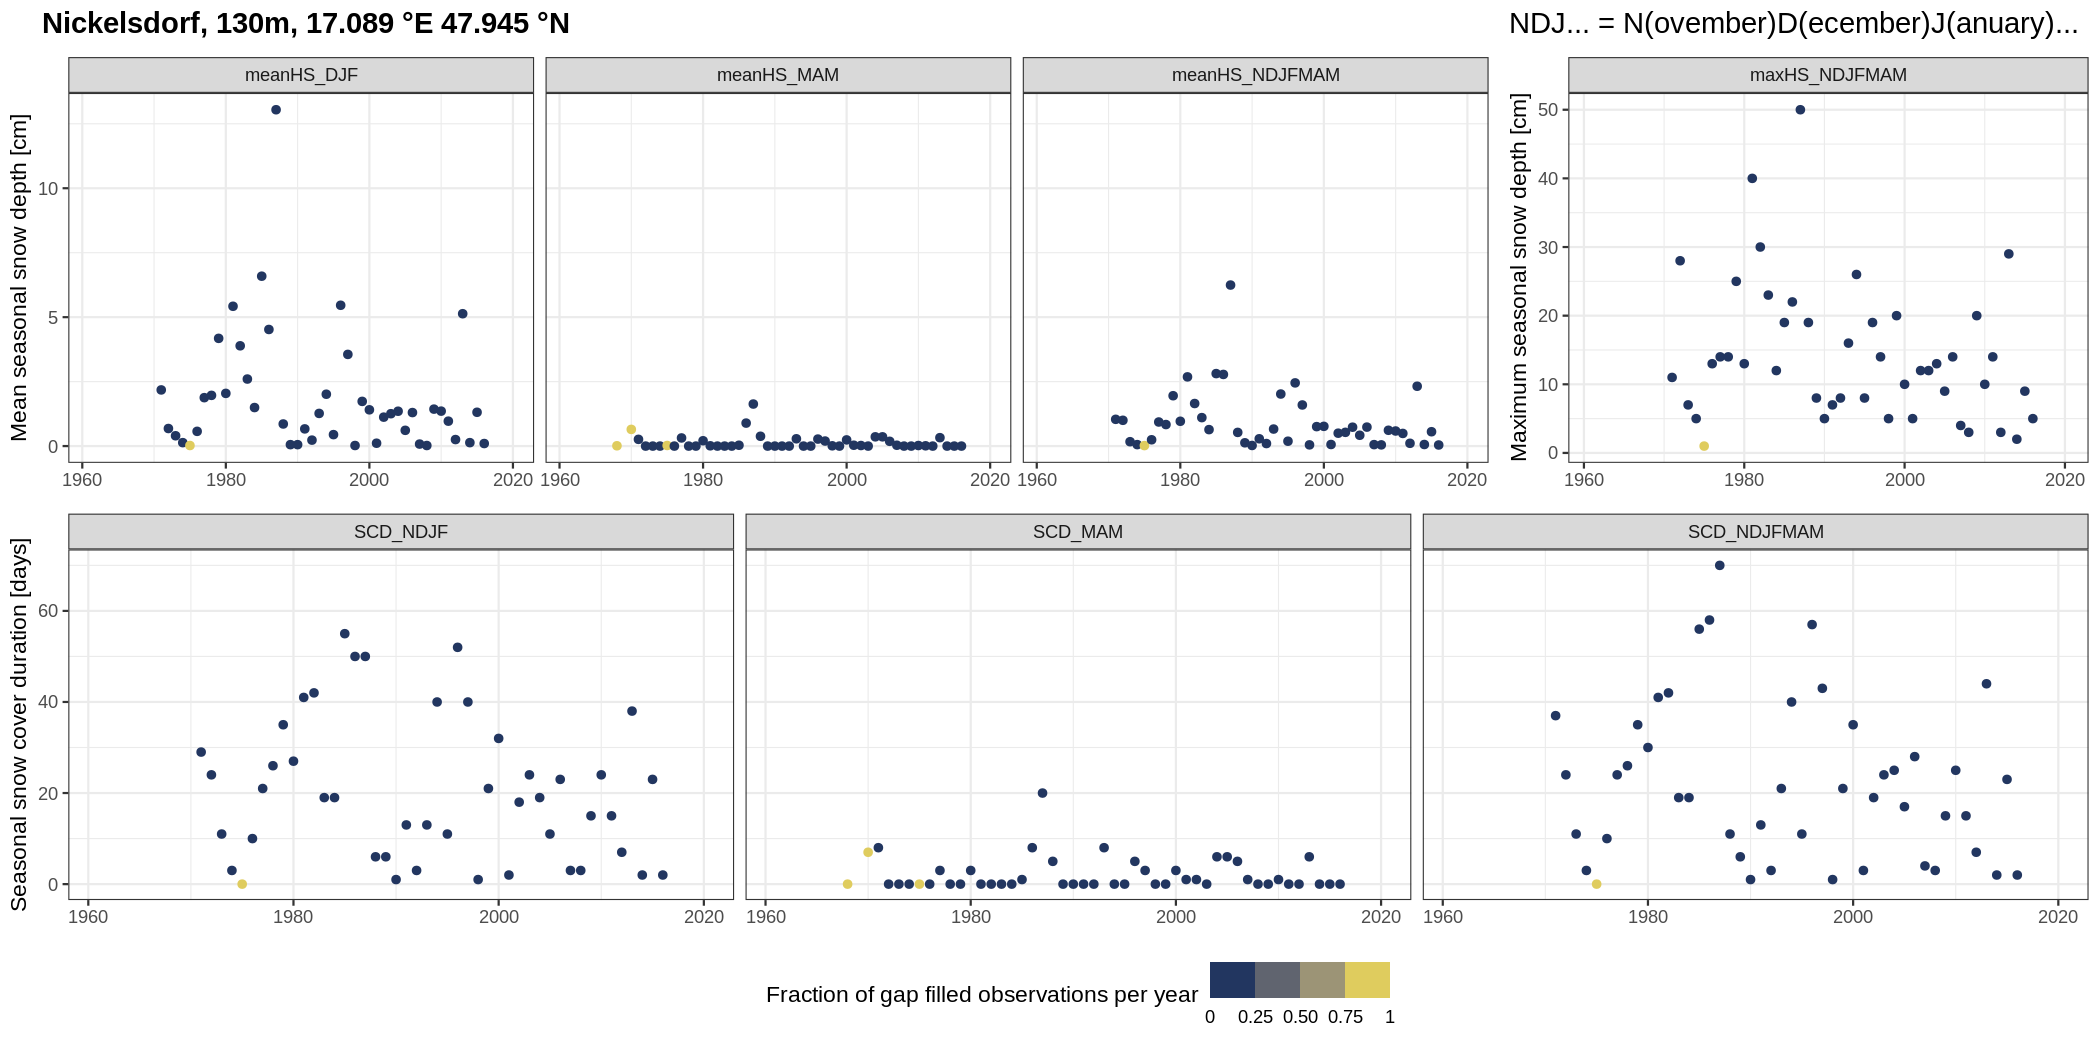 Nickelsdorf, 130m, 17.089 °E 47.945 °N
NDJ... = N(ovember)D(ecember)J(anuary)...
meanHS_DJF
meanHS_MAM
meanHS_NDJFMAM
maxHS_NDJFMAM
Mean seasonal snow depth [cm]
10
5
0
1960 1980 2000 2020
1960 1980 2000 2020
1960 1980 2000 2020
Maximum seasonal snow depth [cm]
50
40
30
20
10
0
1960 1980 2000 2020
SCD_NDJF
SCD_MAM
SCD_NDJFMAM
Seasonal snow cover duration [days]
60
40
20
0
1960 1980 2000 2020
1960 1980 2000 2020
1960 1980 2000 2020
Fraction of gap filled observations per year
0 0.25 0.50 0.75 1